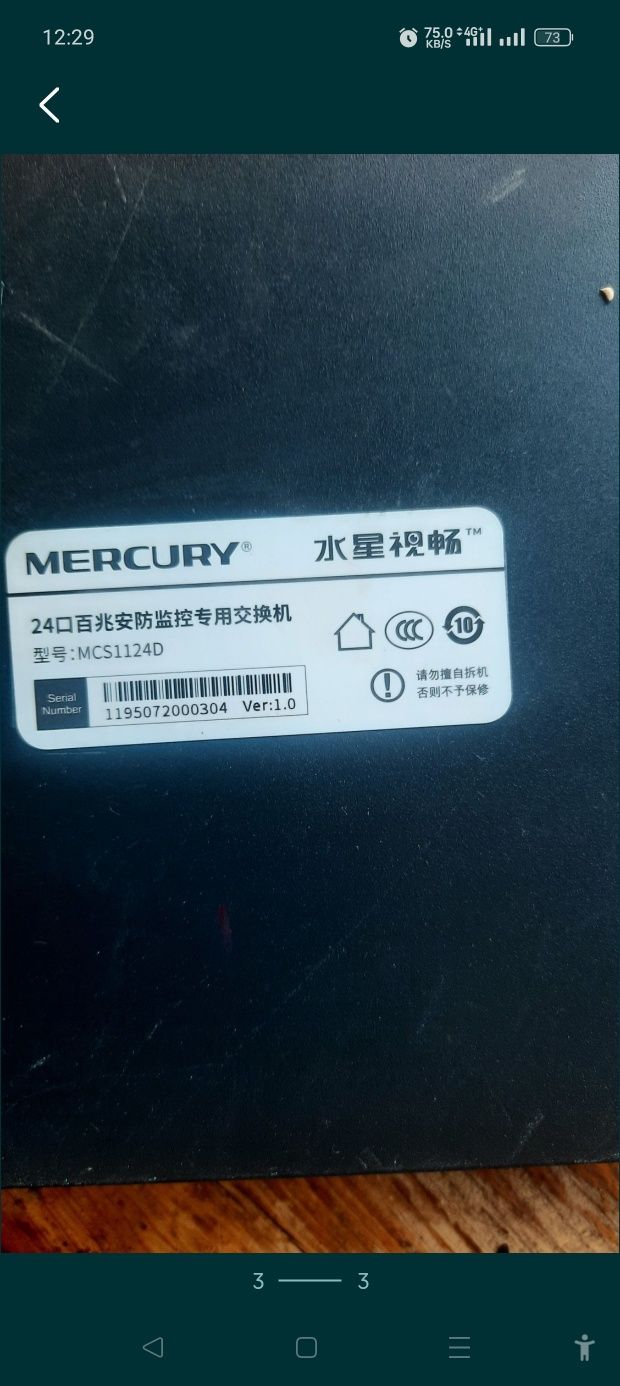 12:29
75.0 KB/S 4G+ 73
MERCURY® 水星视畅™
24口百兆安防监控专用交换机
型号:MCS1124D
CCC 10
Serial Number
1195072000304 Ver:1.0
请勿擅自拆机
否则不予保修
3 3